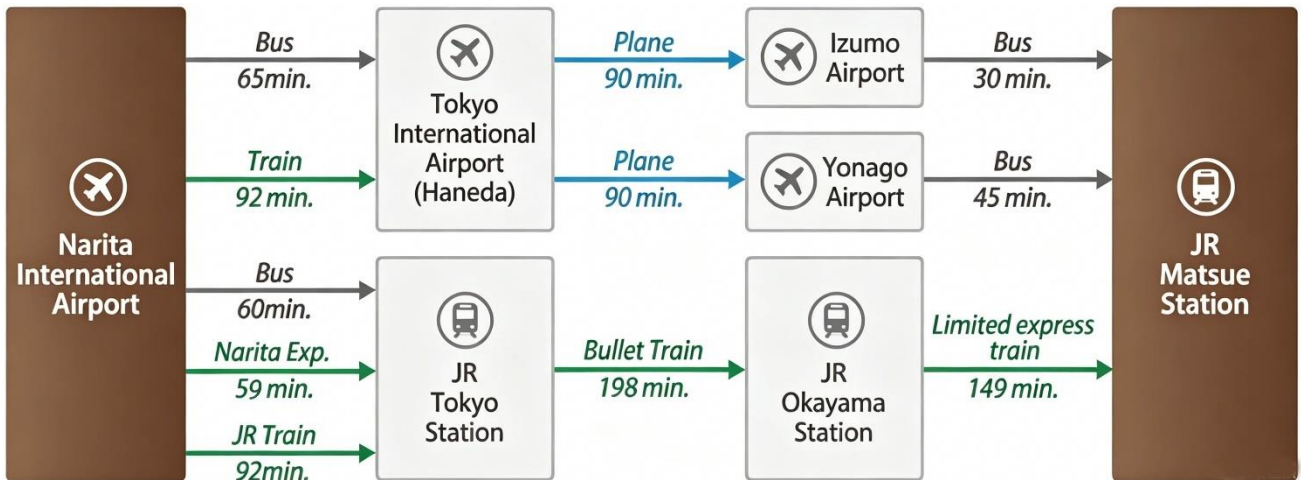 Bus
65min.
Train
92 min.
Bus
60min.
Narita Exp.
59 min.
JR Train
92min.
Narita
International
Airport
Tokyo
International
Airport
(Haneda)
JR
Tokyo
Station
Plane
90 min.
Plane
90 min.
Bullet Train
198 min.
Izumo
Airport
Yonago
Airport
JR
Okayama
Station
Bus
30 min.
Bus
45 min.
Limited express
train
149 min.
JR
Matsue
Station